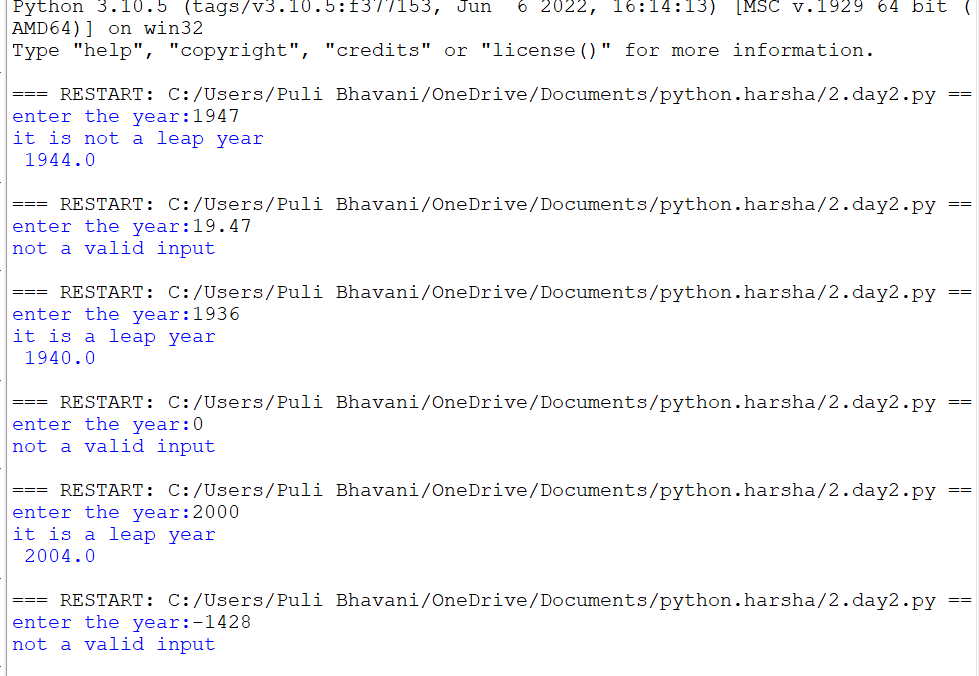 Python 3.10.5 (tags/v3.10.5:f377153, Jun  6 2022, 16:14:13) [MSC v.1929 64 bit (
AMD64)] on win32
Type "help", "copyright", "credits" or "license()" for more information.
=== RESTART: C:/Users/Puli Bhavani/OneDrive/Documents/python.harsha/2.day2.py ==
enter the year:1947
it is not a leap year
 1944.0
=== RESTART: C:/Users/Puli Bhavani/OneDrive/Documents/python.harsha/2.day2.py ==
enter the year:19.47
not a valid input
=== RESTART: C:/Users/Puli Bhavani/OneDrive/Documents/python.harsha/2.day2.py ==
enter the year:1936
it is a leap year
 1940.0
=== RESTART: C:/Users/Puli Bhavani/OneDrive/Documents/python.harsha/2.day2.py ==
enter the year:0
not a valid input
=== RESTART: C:/Users/Puli Bhavani/OneDrive/Documents/python.harsha/2.day2.py ==
enter the year:2000
it is a leap year
 2004.0
=== RESTART: C:/Users/Puli Bhavani/OneDrive/Documents/python.harsha/2.day2.py ==
enter the year:-1428
not a valid input